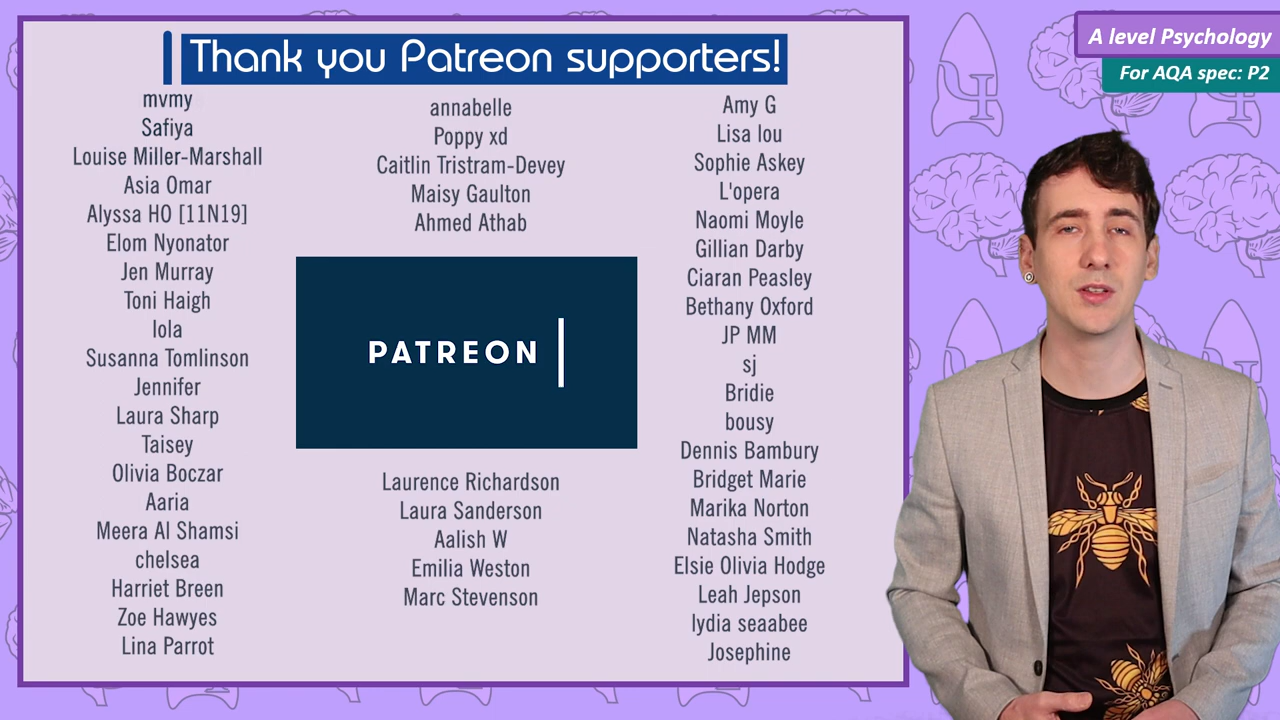 Thank you Patreon supporters!
A level Psychology
For AQA spec: P2
mvmy
Safiya
Louise Miller-Marshall
Asia Omar
Alyssa HO [11N19]
Elom Nyonator
Jen Murray
Toni Haigh
lola
Susanna Tomlinson
Jennifer
Laura Sharp
Taisey
Olivia Boczar
Aaria
Meera Al Shamsi
chelsea
Harriet Breen
Zoe Hawyes
Lina Parrot
annabelle
Poppy xd
Caitlin Tristram-Devey
Maisy Gaulton
Ahmed Athab
PATREON
Laurence Richardson
Laura Sanderson
Aalish W
Emilia Weston
Marc Stevenson
Amy G
Lisa lou
Sophie Askey
L'opera
Naomi Moyle
Gillian Darby
Ciaran Peasley
Bethany Oxford
JP MM
sj
Bridie
bousy
Dennis Bambury
Bridget Marie
Marika Norton
Natasha Smith
Elsie Olivia Hodge
Leah Jepson
lydia seaabee
Josephine